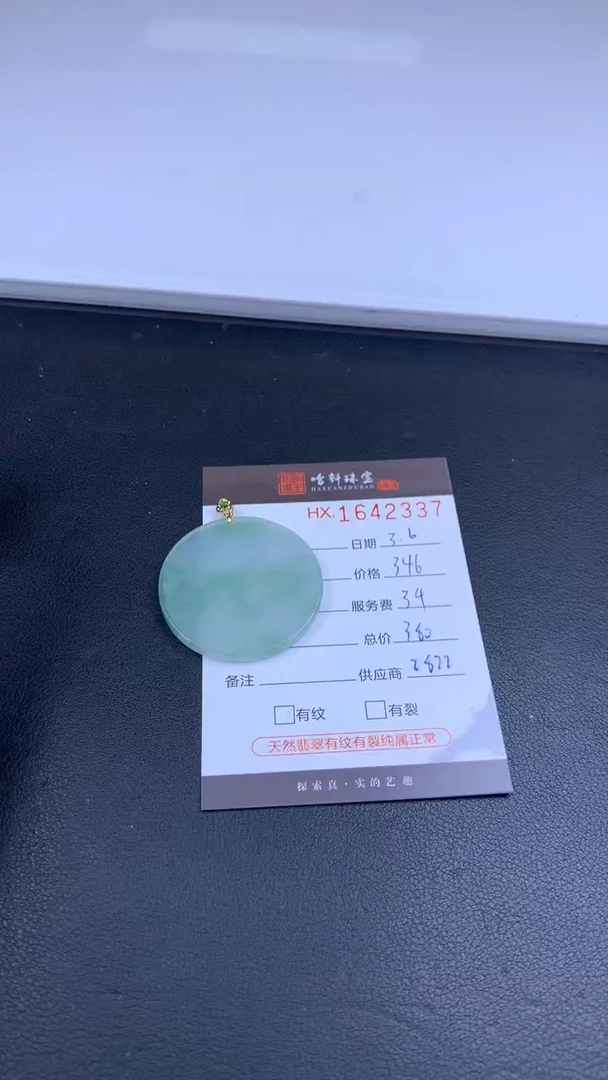 哈轩珠宝
HAXUANZHUBAO
HX.1642337
日期 3.6
价格 346
服务费 34
总价 380
备注 供应商 2822
有纹 有裂
天然翡翠有纹有裂纯属正常
探索真·实的艺趣